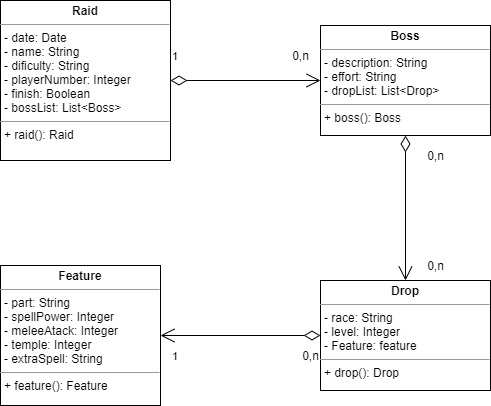 Raid
- date: Date
- name: String
- dificulty: String
- playerNumber: Integer
- finish: Boolean
- bossList: List<Boss>
+ raid(): Raid
1
0,n
Boss
- description: String
- effort: String
- dropList: List<Drop>
+ boss(): Boss
0,n
0,n
Feature
- part: String
- spellPower: Integer
- meleeAtack: Integer
- temple: Integer
- extraSpell: String
+ feature(): Feature
1
0,n
Drop
- race: String
- level: Integer
- Feature: feature
+ drop(): Drop